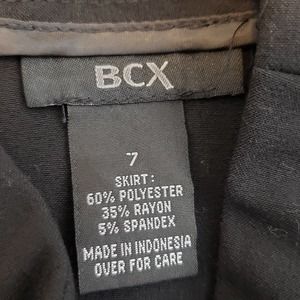 BCX
7
SKIRT:
60% POLYESTER
35% RAYON
5% SPANDEX
MADE IN INDONESIA
OVER FOR CARE